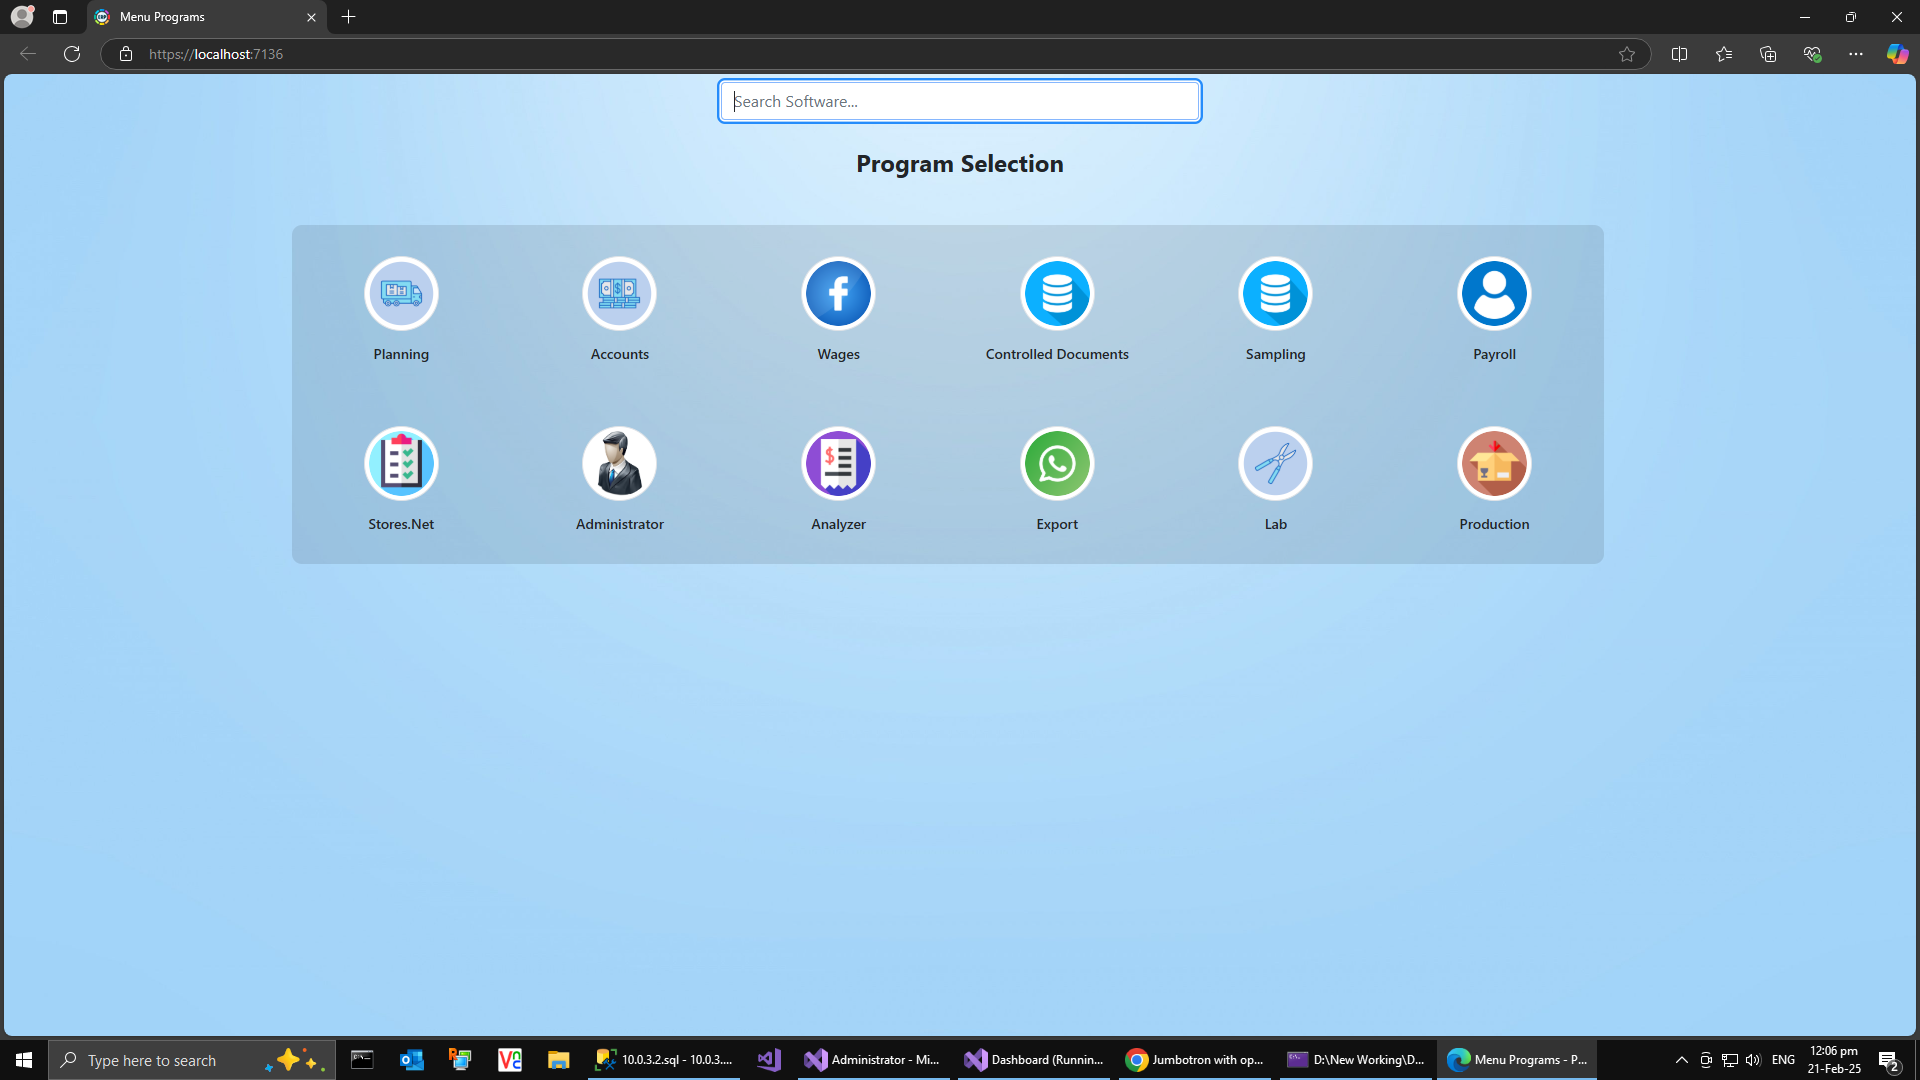 Menu Programs
https://localhost:7136
Search Software...
Program Selection
Planning
Accounts
Wages
Controlled Documents
Sampling
Payroll
Stores.Net
Administrator
Analyzer
Export
Lab
Production
Type here to search
10.0.3.2.sql - 10.0.3....
Administrator - Mi...
Dashboard (Runnin...
Jumbotron with op...
D:\New Working\D...
Menu Programs - P...
ENG
12:06 pm
21-Feb-25
2